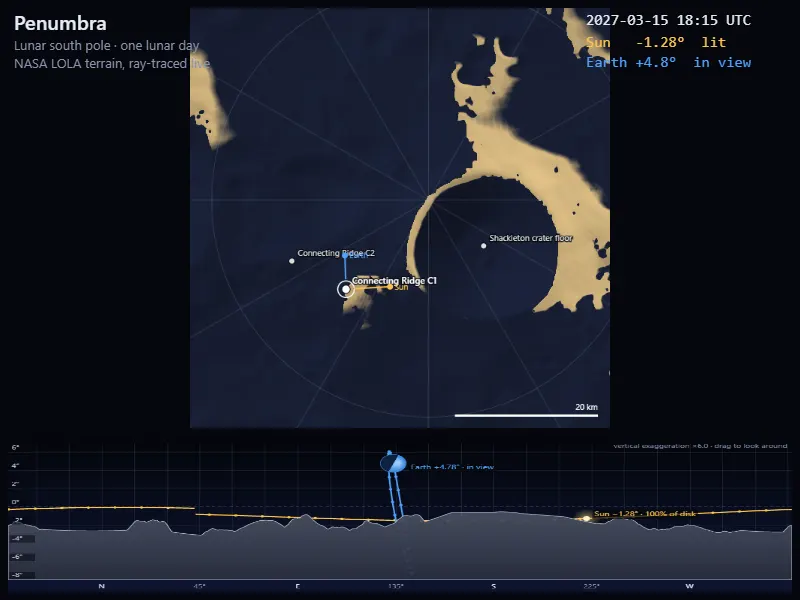 Penumbra
Lunar south pole · one lunar day
NASA LOLA terrain, ray-traced live
2027-03-15 18:15 UTC
Sun -1.28° lit
Earth +4.8° in view
Shackleton crater floor
Connecting Ridge C2
Earth
Connecting Ridge C1
Sun
20 km
vertical exaggeration ×6.0 · drag to look around
6°
4°
2°
0°
-2°
-4°
-6°
-8°
Earth +4.78° · in view
Sun -1.28° · 100% of disk
N
45°
E
135°
S
225°
W